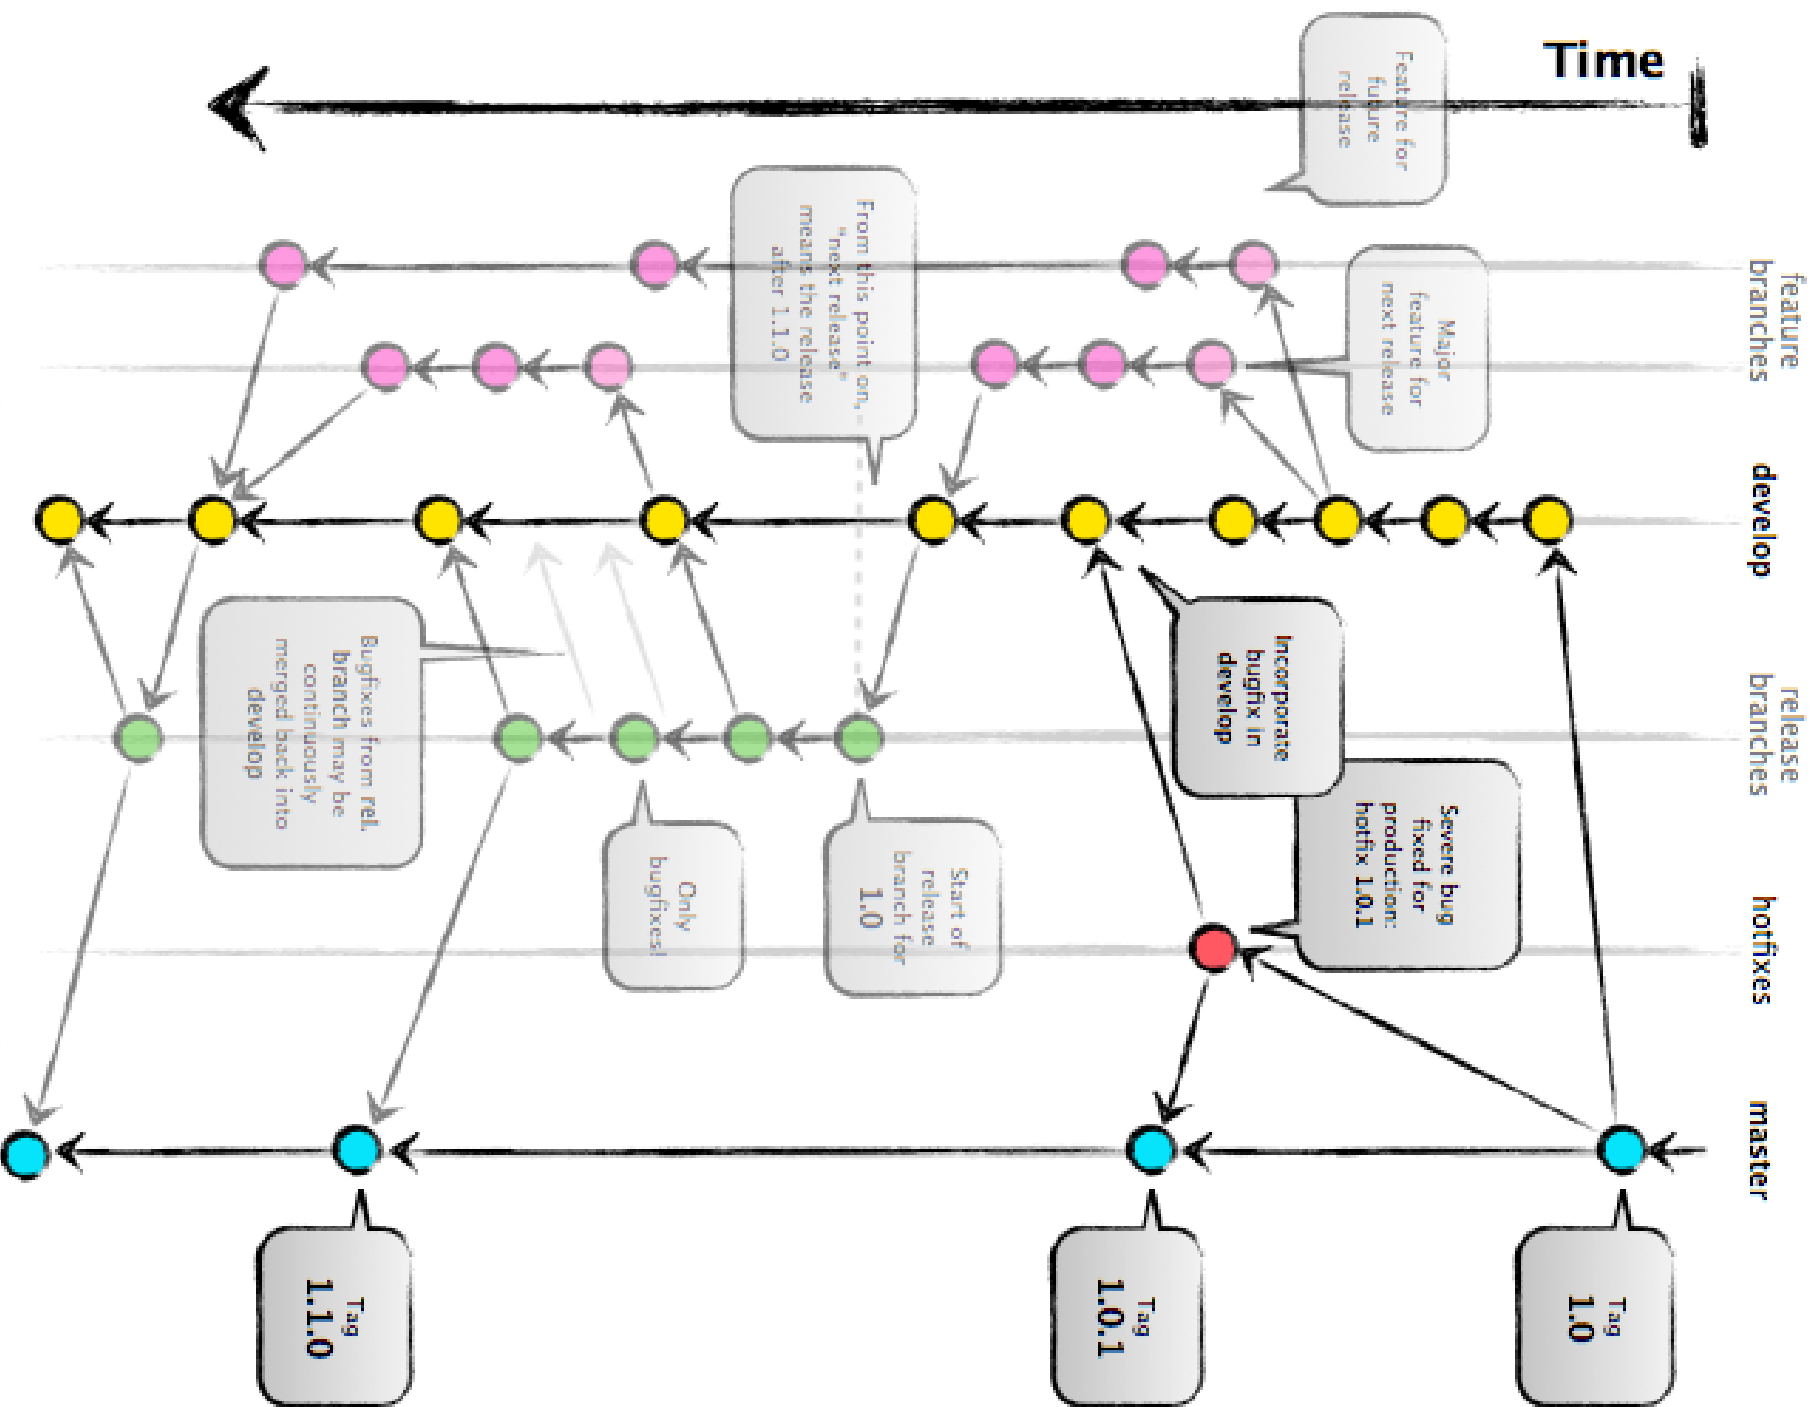 Time
feature
branches
develop
release
branches
hotfixes
master
Feature for
future
release
Major
feature for
next release
From this point on,
"next release"
means the release
after 1.1.0
Incorporate
bugfix in
develop
Severe bug
fixed for
production:
hotfix 1.0.1
Bugfixes from rel.
branch may be
continuously
merged back into
develop
Only
bugfixes!
Start of
release
branch for
1.0
Tag
1.0
Tag
1.0.1
Tag
1.1.0